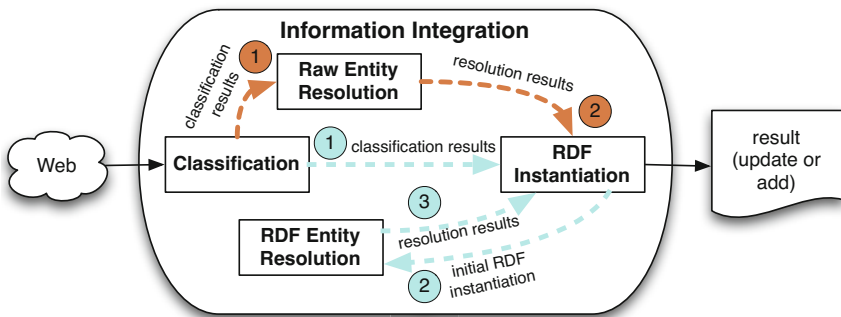 Information Integration
classification
results
1
Raw Entity
Resolution
resolution results
2
Web
Classification
1
classification results
RDF
Instantiation
result
(update or
add)
3
resolution results
RDF Entity
Resolution
2
initial RDF
instantiation